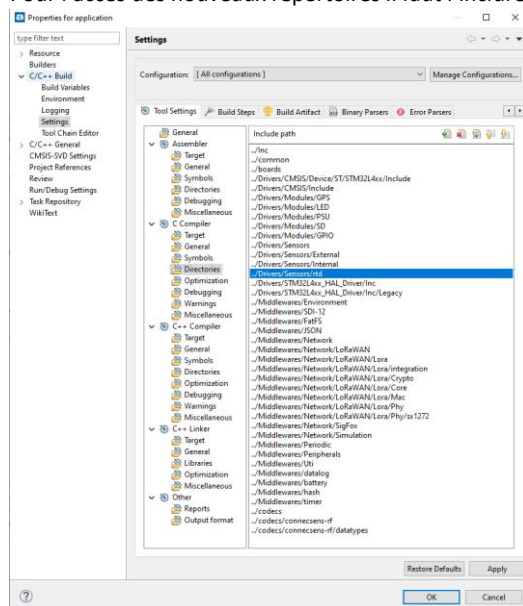 Properties for application
type filter text
Resource
Builders
C/C++ Build
Build Variables
Environment
Logging
Settings
Tool Chain Editor
C/C++ General
CMSIS-SVD Settings
Project References
Review
Run/Debug Settings
Task Repository
WikiText
Settings
Configuration: [ All configurations ] Manage Configurations...
Tool Settings Build Steps Build Artifact Binary Parsers Error Parsers
General
Assembler
Target
General
Symbols
Directories
Debugging
Miscellaneous
C Compiler
Target
General
Symbols
Directories
Optimization
Debugging
Warnings
Miscellaneous
C++ Compiler
Target
General
Symbols
Directories
Optimization
Debugging
Warnings
Miscellaneous
C++ Linker
Target
General
Libraries
Optimization
Miscellaneous
Other
Reports
Output format
Include path
../Inc
../common
../boards
../Drivers/CMSIS/Device/ST/STM32L4xx/Include
../Drivers/CMSIS/Include
../Drivers/Modules/GPS
../Drivers/Modules/LED
../Drivers/Modules/PSU
../Drivers/Modules/SD
../Drivers/Modules/GPIO
../Drivers/Sensors
../Drivers/Sensors/External
../Drivers/Sensors/Internal
../Drivers/Sensors/rtd
../Drivers/STM32L4xx_HAL_Driver/Inc
../Drivers/STM32L4xx_HAL_Driver/Inc/Legacy
../Middlewares/Environment
../Middlewares/SDI-12
../Middlewares/FatFS
../Middlewares/JSON
../Middlewares/Network
../Middlewares/Network/LoRaWAN
../Middlewares/Network/LoRaWAN/Lora
../Middlewares/Network/LoRaWAN/Lora/integration
../Middlewares/Network/LoRaWAN/Lora/Crypto
../Middlewares/Network/LoRaWAN/Lora/Core
../Middlewares/Network/LoRaWAN/Lora/Mac
../Middlewares/Network/LoRaWAN/Lora/Phy
../Middlewares/Network/LoRaWAN/Lora/Phy/sx1272
../Middlewares/Network/SigFox
../Middlewares/Network/Simulation
../Middlewares/Periodic
../Middlewares/Peripherals
../Middlewares/Uti
../Middlewares/datalog
../Middlewares/battery
../Middlewares/hash
../Middlewares/timer
../codecs
../codecs/connecsens-rf
../codecs/connecsens-rf/datatypes
Restore Defaults Apply
OK Cancel